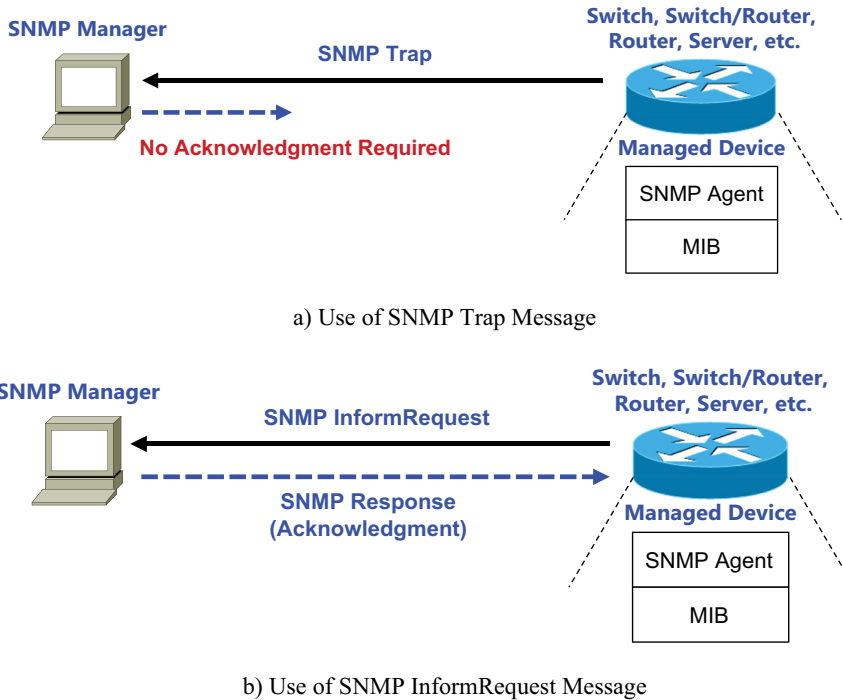 Switch, Switch/Router,
Router, Server, etc.
SNMP Manager
SNMP Trap
No Acknowledgment Required
Managed Device
SNMP Agent
MIB
a) Use of SNMP Trap Message
Switch, Switch/Router,
Router, Server, etc.
SNMP Manager
SNMP InformRequest
SNMP Response
(Acknowledgment)
Managed Device
SNMP Agent
MIB
b) Use of SNMP InformRequest Message